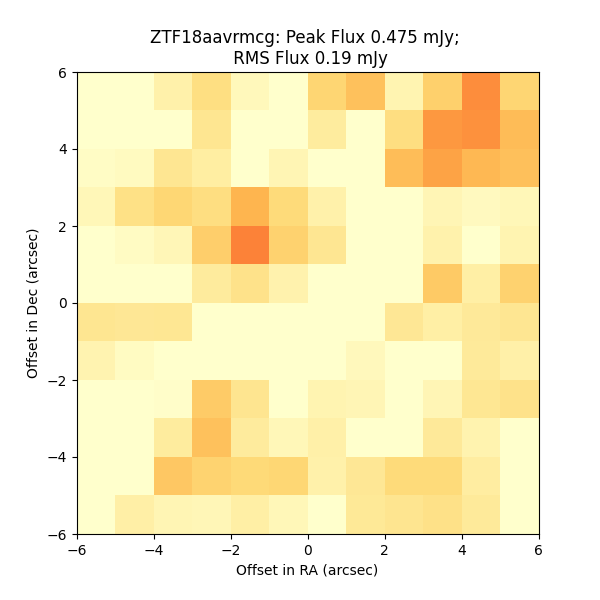 ZTF18aavrmcg: Peak Flux 0.475 mJy;
RMS Flux 0.19 mJy
6
4
2
0
−2
−4
−6
Offset in Dec (arcsec)
−6 −4 −2 0 2 4 6
Offset in RA (arcsec)